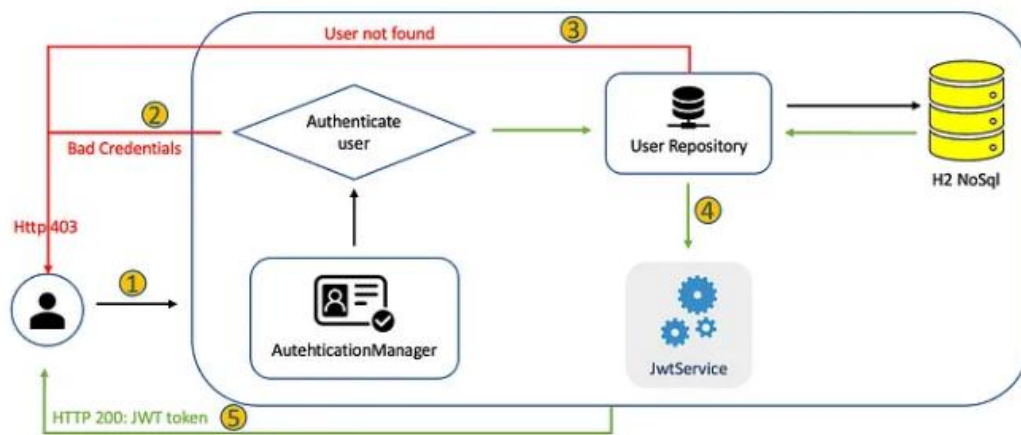 User not found
3
2
Authenticate
user
Bad Credentials
User Repository
H2 NoSql
4
Http 403
1
AutehticationManager
JwtService
HTTP 200: JWT token
5